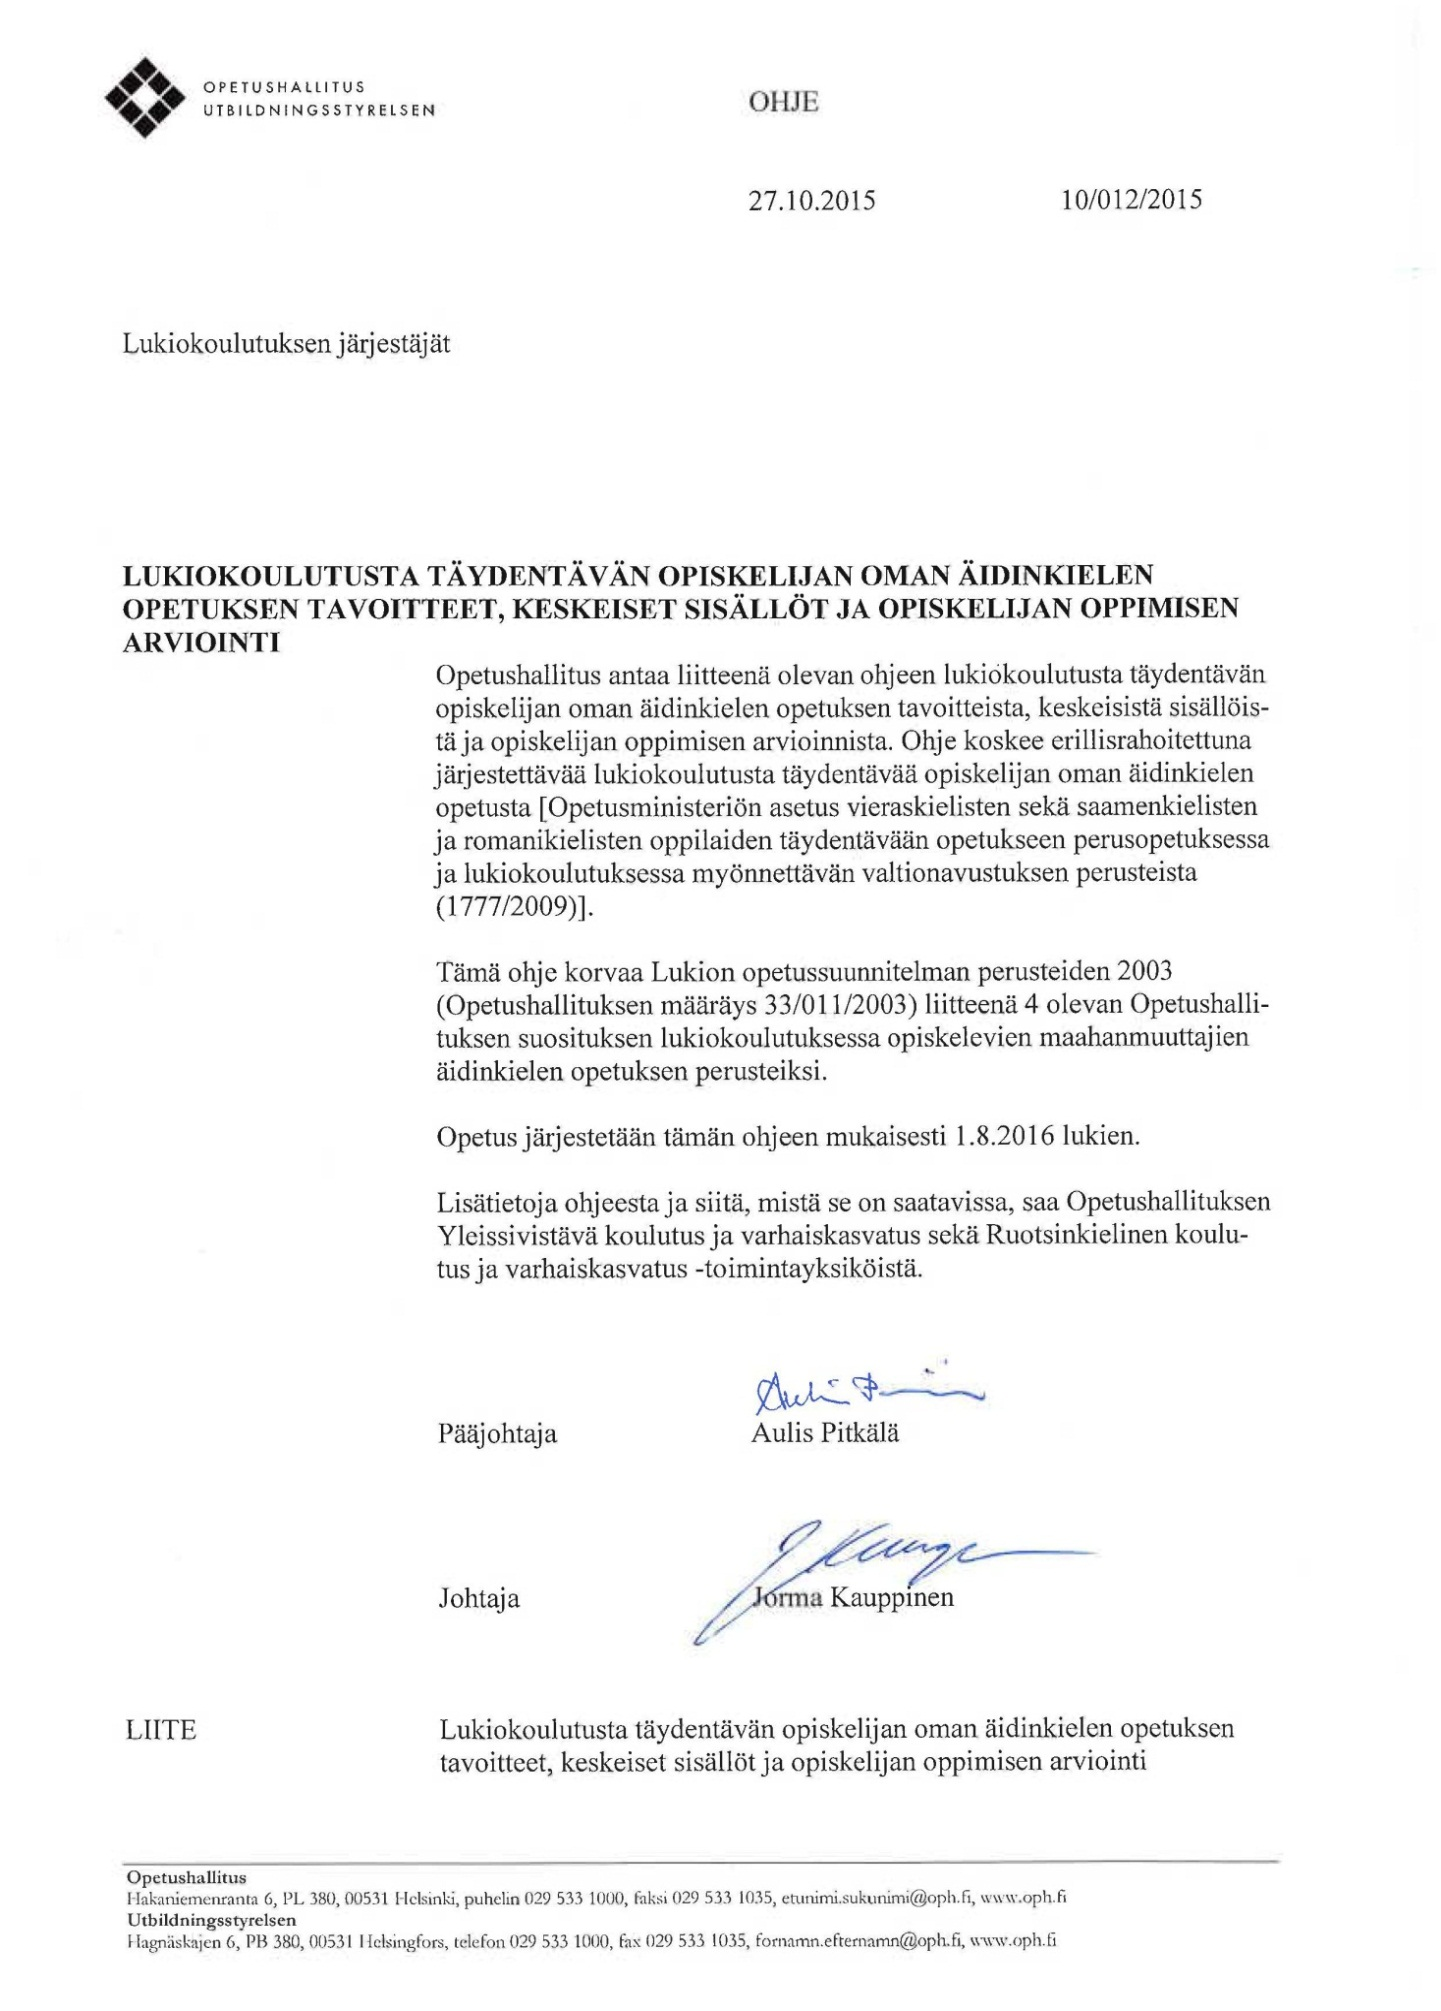 OPETUSHALLITUS
UTBILDNINGSSTYRELSEN
OHJE
27.10.2015 10/012/2015
Lukiokoulutuksen järjestäjät
LUKIOKOULUTUSTA TÄYDENTÄVÄN OPISKELIJAN OMAN ÄIDINKIELEN
OPETUKSEN TAVOITTEET, KESKEISET SISÄLLÖT JA OPISKELIJAN OPPIMISEN
ARVIOINTI
Opetushallitus antaa liitteenä olevan ohjeen lukiokoulutusta täydentävän
opiskelijan oman äidinkielen opetuksen tavoitteista, keskeisistä sisällöis-
tä ja opiskelijan oppimisen arvioinnista. Ohje koskee erillisrahoitettuna
järjestettävää lukiokoulutusta täydentävää opiskelijan oman äidinkielen
opetusta [Opetusministeriön asetus vieraskielisten sekä saamenkielisten
ja romanikielisten oppilaiden täydentävään opetukseen perusopetuksessa
ja lukiokoulutuksessa myönnettävän valtionavustuksen perusteista
(1777/2009)].
Tämä ohje korvaa Lukion opetussuunnitelman perusteiden 2003
(Opetushallituksen määräys 33/011/2003) liitteenä 4 olevan Opetushalli-
tuksen suosituksen lukiokoulutuksessa opiskelevien maahanmuuttajien
äidinkielen opetuksen perusteiksi.
Opetus järjestetään tämän ohjeen mukaisesti 1.8.2016 lukien.
Lisätietoja ohjeesta ja siitä, mistä se on saatavissa, saa Opetushallituksen
Yleissivistävä koulutus ja varhaiskasvatus sekä Ruotsinkielinen koulu-
tus ja varhaiskasvatus -toimintayksiköistä.
Pääjohtaja Aulis Pitkälä
Johtaja Jorma Kauppinen
LIITE Lukiokoulutusta täydentävän opiskelijan oman äidinkielen opetuksen
tavoitteet, keskeiset sisällöt ja opiskelijan oppimisen arviointi
Opetushallitus
Hakaniemenranta 6, PL 380, 00531 Helsinki, puhelin 029 533 1000, faksi 029 533 1035, etunimi.sukunimi@oph.fi, www.oph.fi
Utbildningsstyrelsen
Hagnäskajen 6, PB 380, 00531 Helsingfors, telefon 029 533 1000, fax 029 533 1035, fornamn.efternamn@oph.fi, www.oph.fi